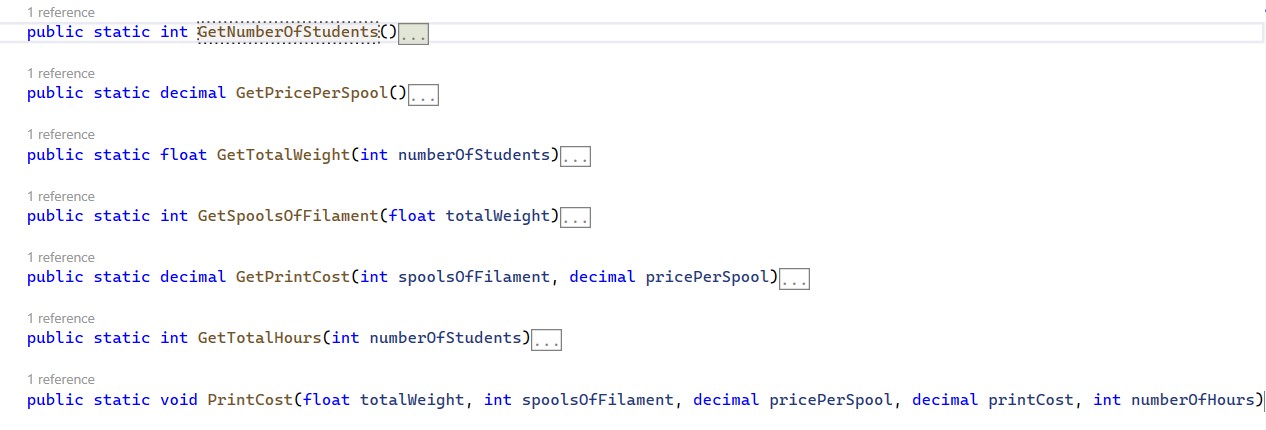 1 reference
public static int GetNumberOfStudents()...
1 reference
public static decimal GetPricePerSpool()...
1 reference
public static float GetTotalWeight(int numberOfStudents)...
1 reference
public static int GetSpoolsOfFilament(float totalWeight)...
1 reference
public static decimal GetPrintCost(int spoolsOfFilament, decimal pricePerSpool)...
1 reference
public static int GetTotalHours(int numberOfStudents)...
1 reference
public static void PrintCost(float totalWeight, int spoolsOfFilament, decimal pricePerSpool, decimal printCost, int numberOfHours)